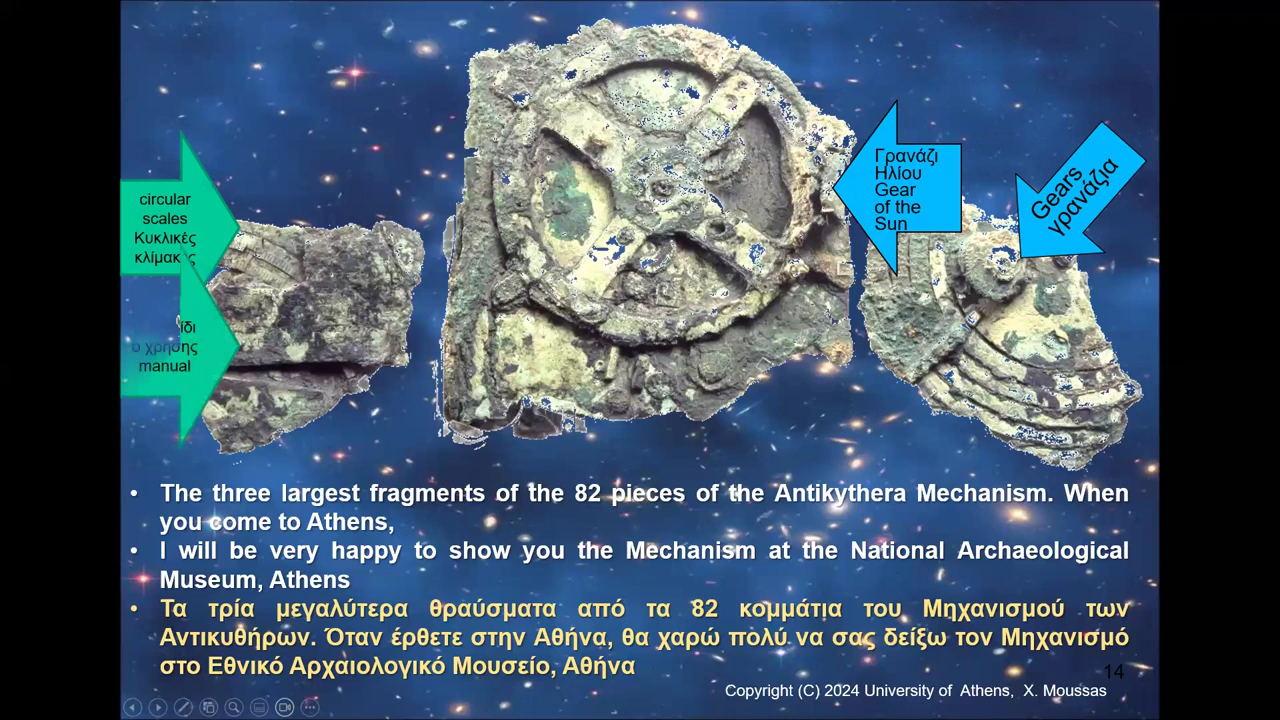 circular
scales
Κυκλικές
κλίμακες
ίδι
χρησης
manual
Γρανάζι
Ηλίου
Gear
of the
Sun
Gears
γρανάζια
• The three largest fragments of the 82 pieces of the Antikythera Mechanism. When
you come to Athens,
• I will be very happy to show you the Mechanism at the National Archaeological
Museum, Athens
• Τα τρία μεγαλύτερα θραύσματα από τα 82 κομμάτια του Μηχανισμού των
Αντικυθήρων. Όταν έρθετε στην Αθήνα, θα χαρώ πολύ να σας δείξω τον Μηχανισμό
στο Εθνικό Αρχαιολογικό Μουσείο, Αθήνα
14
Copyright (C) 2024 University of Athens, X. Moussas